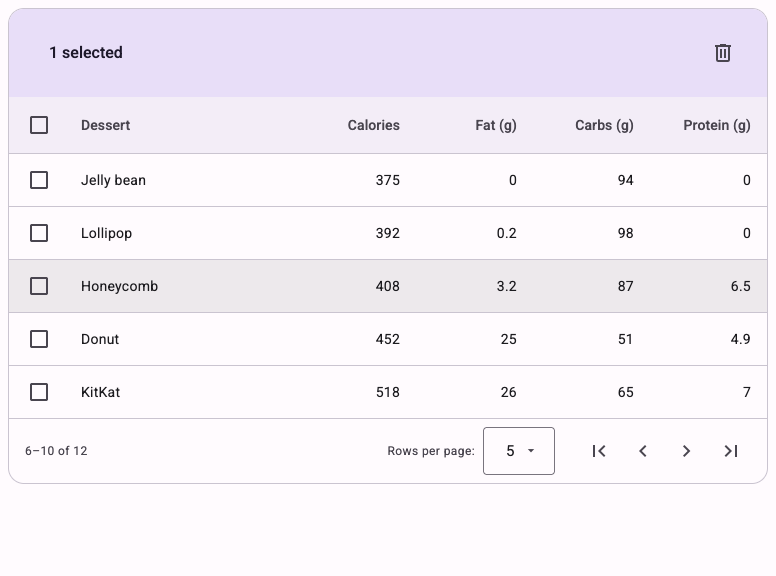 1 selected
Dessert Calories Fat (g) Carbs (g) Protein (g)
Jelly bean 375 0 94 0
Lollipop 392 0.2 98 0
Honeycomb 408 3.2 87 6.5
Donut 452 25 51 4.9
KitKat 518 26 65 7
6–10 of 12 Rows per page: 5